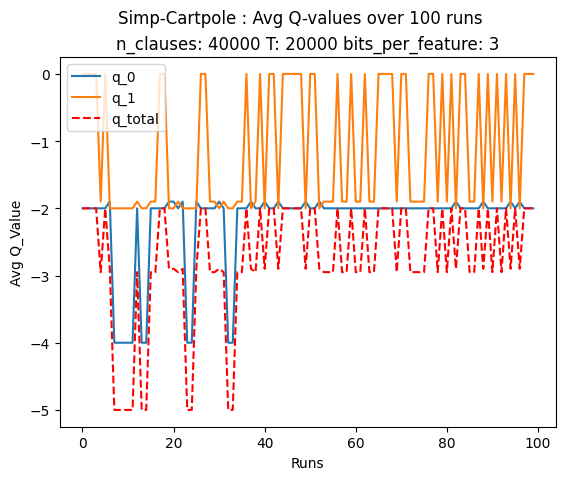 Simp-Cartpole : Avg Q-values over 100 runs
n_clauses: 40000 T: 20000 bits_per_feature: 3
q_0
q_1
q_total
0
−1
−2
−3
−4
−5
Avg Q_Value
0 20 40 60 80 100
Runs